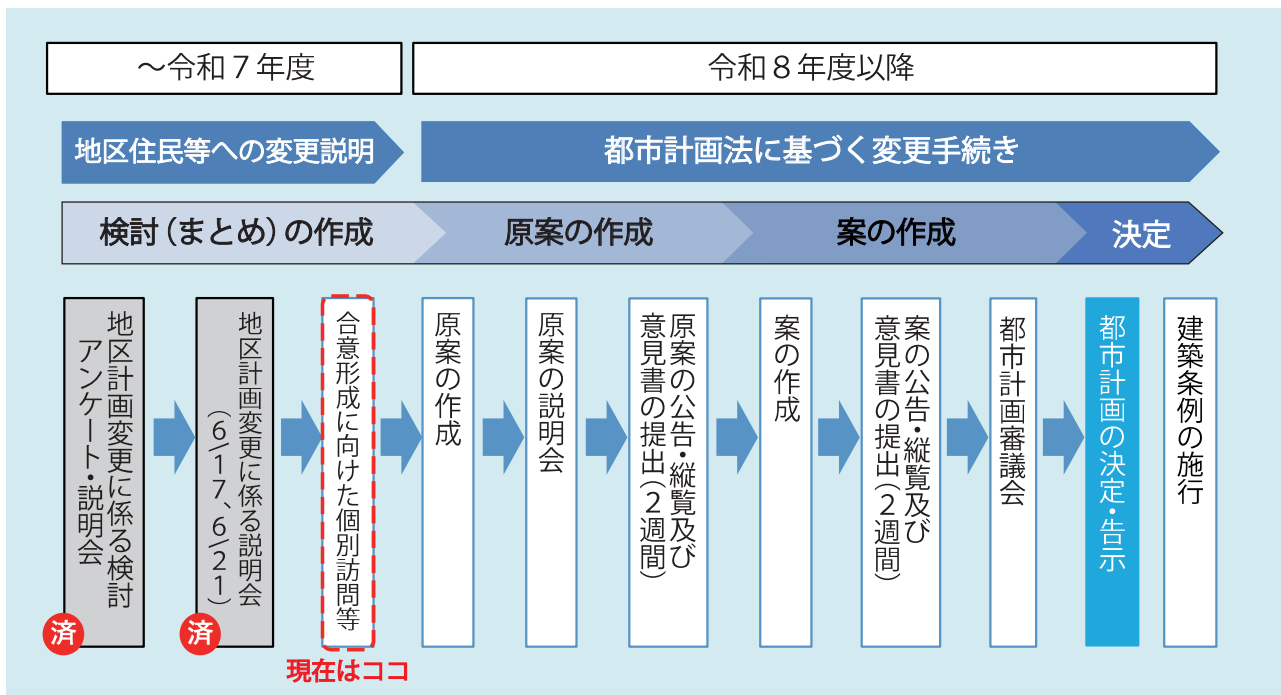 ～令和７年度
令和８年度以降
地区住民等への変更説明
都市計画法に基づく変更手続き
検討（まとめ）の作成
原案の作成
案の作成
決定
地区計画変更に係る検討
アンケート・説明会
済
地区計画変更に係る説明会
（6/17、6/21）
済
合意形成に向けた個別訪問等
現在はココ
原案の作成
原案の説明会
原案の公告・縦覧及び
意見書の提出（２週間）
案の作成
案の公告・縦覧及び
意見書の提出（２週間）
都市計画審議会
都市計画の決定・告示
建築条例の施行